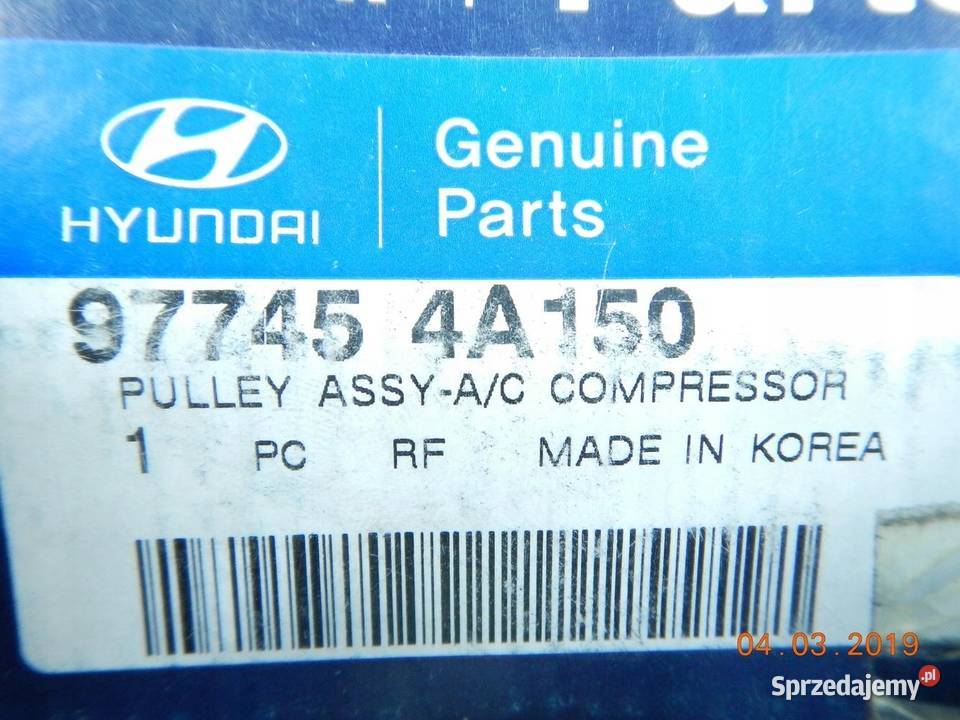 Parts
HYUNDAI
Genuine
Parts
97745 4A150
PULLEY ASSY-A/C COMPRESSOR
1 PC RF MADE IN KOREA
04.03.2019
Sprzedajemy.pl